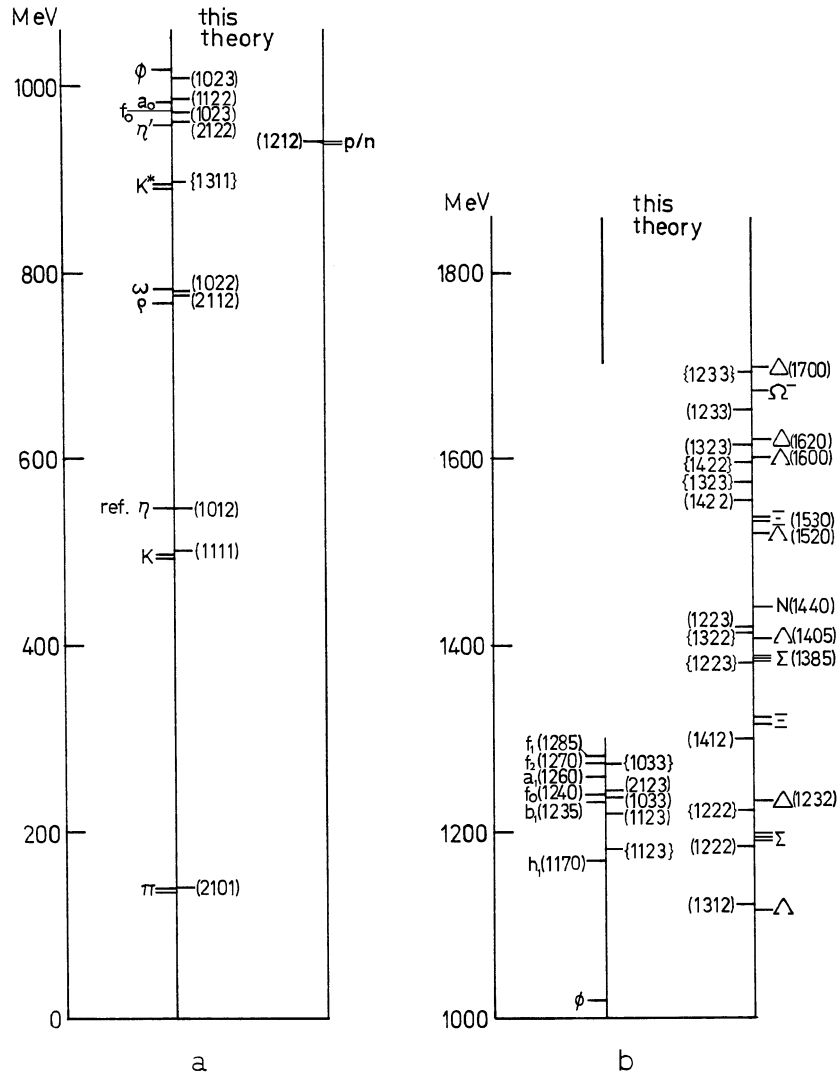 MeV
this
theory
1000
ϕ
(1023)
a₀
(1122)
f₀
(1023)
η'
(2122)
(1212)
p/n
K*
{1311}
800
ω
(1022)
ϱ
(2112)
600
ref. η
(1012)
K
(1111)
400
200
π
(2101)
0
a
MeV
this
theory
1800
{1233}
Δ(1700)
Ω⁻
(1233)
Δ(1620)
(1323)
Λ(1600)
{1422}
1600
{1323}
(1422)
Ξ(1530)
Λ(1520)
N(1440)
(1223)
{1322}
Λ(1405)
1400
Σ(1385)
{1223}
Ξ
(1412)
f₁(1285)
f₂(1270)
{1033}
a₁(1260)
(2123)
f₀(1240)
(1033)
b₁(1235)
(1123)
Δ(1232)
{1222}
1200
Σ
(1222)
{1123}
h₁(1170)
(1312)
Λ
ϕ
1000
b